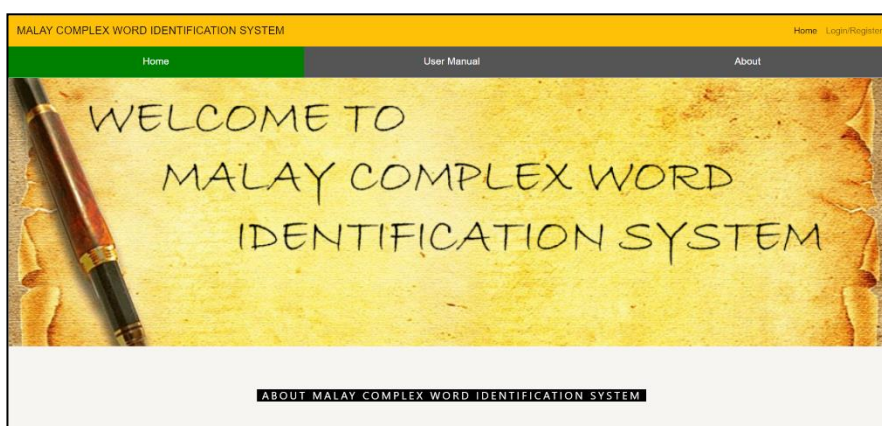 MALAY COMPLEX WORD IDENTIFICATION SYSTEM
Home Login/Register
Home User Manual About
WELCOME TO
MALAY COMPLEX WORD
IDENTIFICATION SYSTEM
ABOUT MALAY COMPLEX WORD IDENTIFICATION SYSTEM